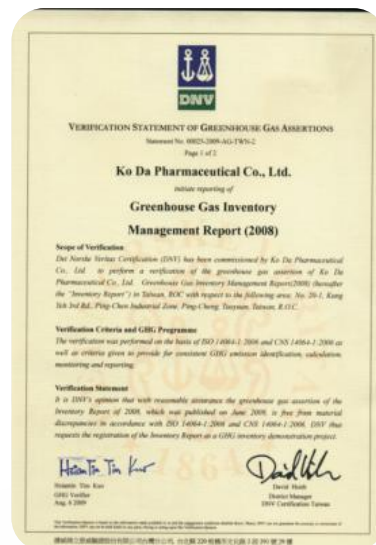 DNV
VERIFICATION STATEMENT OF GREENHOUSE GAS ASSERTIONS
Statement No. 00025-2009-AG-TWN-2
Page 1 of 2
Ko Da Pharmaceutical Co., Ltd.
initiate reporting of
Greenhouse Gas Inventory
Management Report (2008)
Scope of Verification
Det Norske Veritas Certification (DNV) has been commissioned by Ko Da Pharmaceutical
Co., Ltd. to perform a verification of the greenhouse gas assertion of Ko Da
Pharmaceutical Co., Ltd. Greenhouse Gas Inventory Management Report(2008) (hereafter
the "Inventory Report") in Taiwan, ROC with respect to the following area: No. 20-1, Kung
Yeh 3rd Rd., Ping-Chen Industrial Zone, Ping-Cheng, Taoyuan, Taiwan, R.O.C.
Verification Criteria and GHG Programme
The verification was performed on the basis of ISO 14064-1:2006 and CNS 14064-1:2006 as
well as criteria given to provide for consistent GHG emission identification, calculation,
monitoring and reporting.
Verification Statement
It is DNV's opinion that with reasonable assurance the greenhouse gas assertion of the
Inventory Report of 2008, which was published on June 2009, is free from material
discrepancies in accordance with ISO 14064-1:2006 and CNS 14064-1:2006. DNV thus
requests the registration of the Inventory Report as a GHG inventory demonstration project.
Hsiantin Tim Kuo
GHG Verifier
Aug. 6 2009
David Hsieh
District Manager
DNV Certification Taiwan